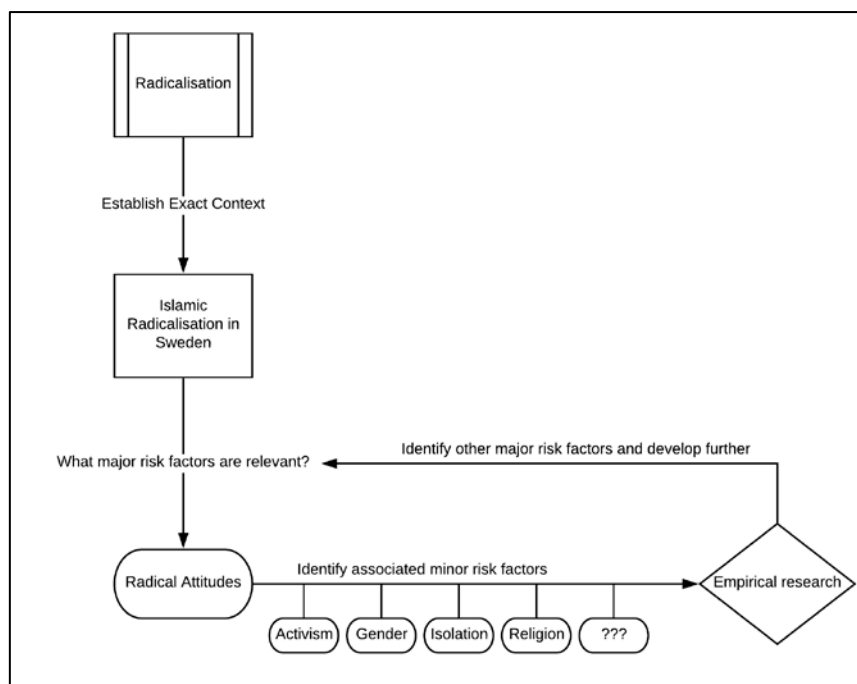 Radicalisation
Establish Exact Context
Islamic
Radicalisation in
Sweden
Identify other major risk factors and develop further
What major risk factors are relevant?
Radical Attitudes
Identify associated minor risk factors
Empirical research
Activism
Gender
Isolation
Religion
???